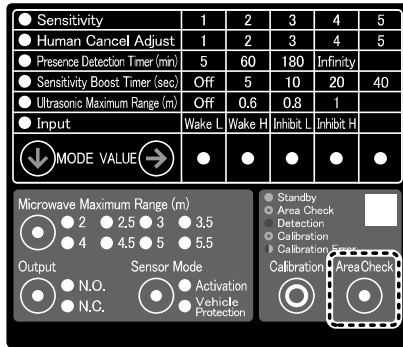 Sensitivity 1 2 3 4 5
Human Cancel Adjust 1 2 3 4 5
Presence Detection Timer (min) 5 60 180 Infinity
Sensitivity Boost Timer (sec) Off 5 10 20 40
Ultrasonic Maximum Range (m) Off 0.6 0.8 1
Input Wake L Wake H Inhibit L Inhibit H
MODE VALUE
Microwave Maximum Range (m)
2 2.5 3 3.5
4 4.5 5 5.5
Standby
Area Check
Detection
Calibration
Calibration Error
Output
N.O.
N.C.
Sensor Mode
Activation
Vehicle
Protection
Calibration
Area Check